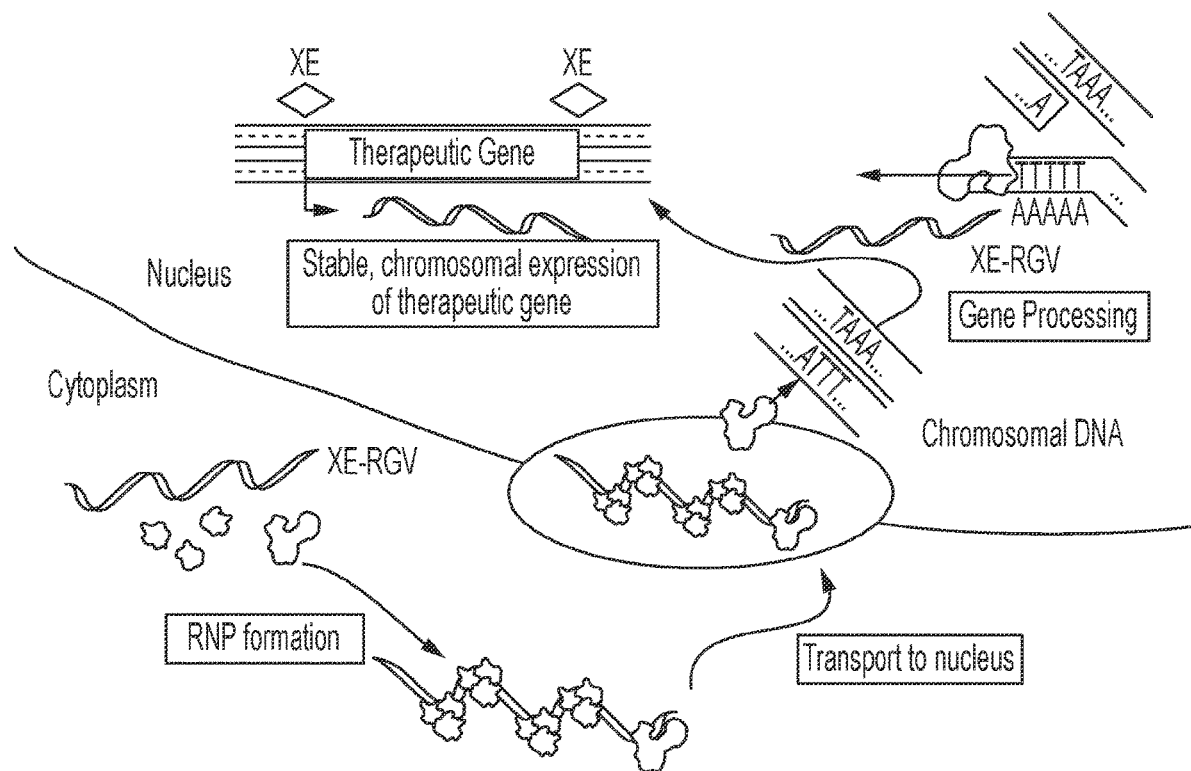 XE
XE
Therapeutic Gene
Stable, chromosomal expression
of therapeutic gene
Nucleus
...TAAA...
...A
TTTTT
...
AAAAA
XE-RGV
Gene Processing
...TAAA...
...ATTT...
Chromosomal DNA
Cytoplasm
XE-RGV
RNP formation
Transport to nucleus